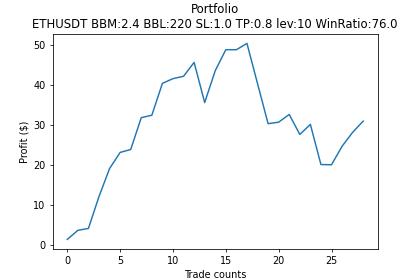 Portfolio
ETHUSDT BBM:2.4 BBL:220 SL:1.0 TP:0.8 lev:10 WinRatio:76.0
50
40
30
20
10
0
Profit ($)
0 5 10 15 20 25
Trade counts